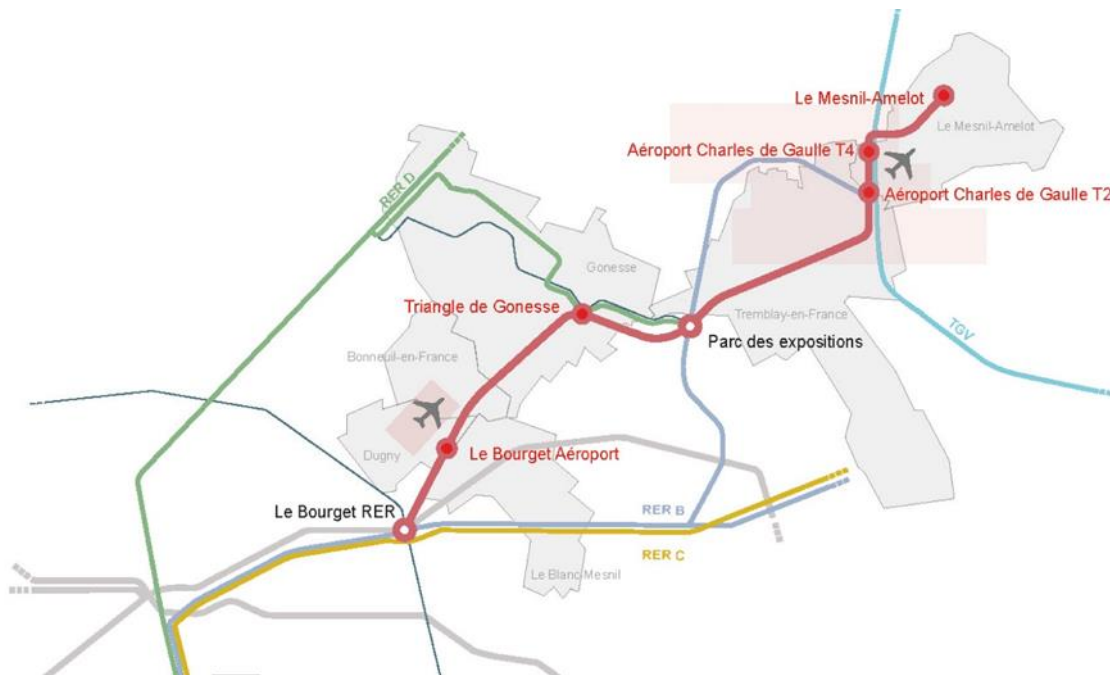 Le Mesnil-Amelot
Le Mesnil-Amelot
Aéroport Charles de Gaulle T4
Aéroport Charles de Gaulle T2
RER D
Gonesse
Triangle de Gonesse
Tremblay-en-France
Parc des expositions
TGV
Bonneuil-en-France
Dugny
Le Bourget Aéroport
Le Bourget RER
RER B
RER C
Le Blanc-Mesnil